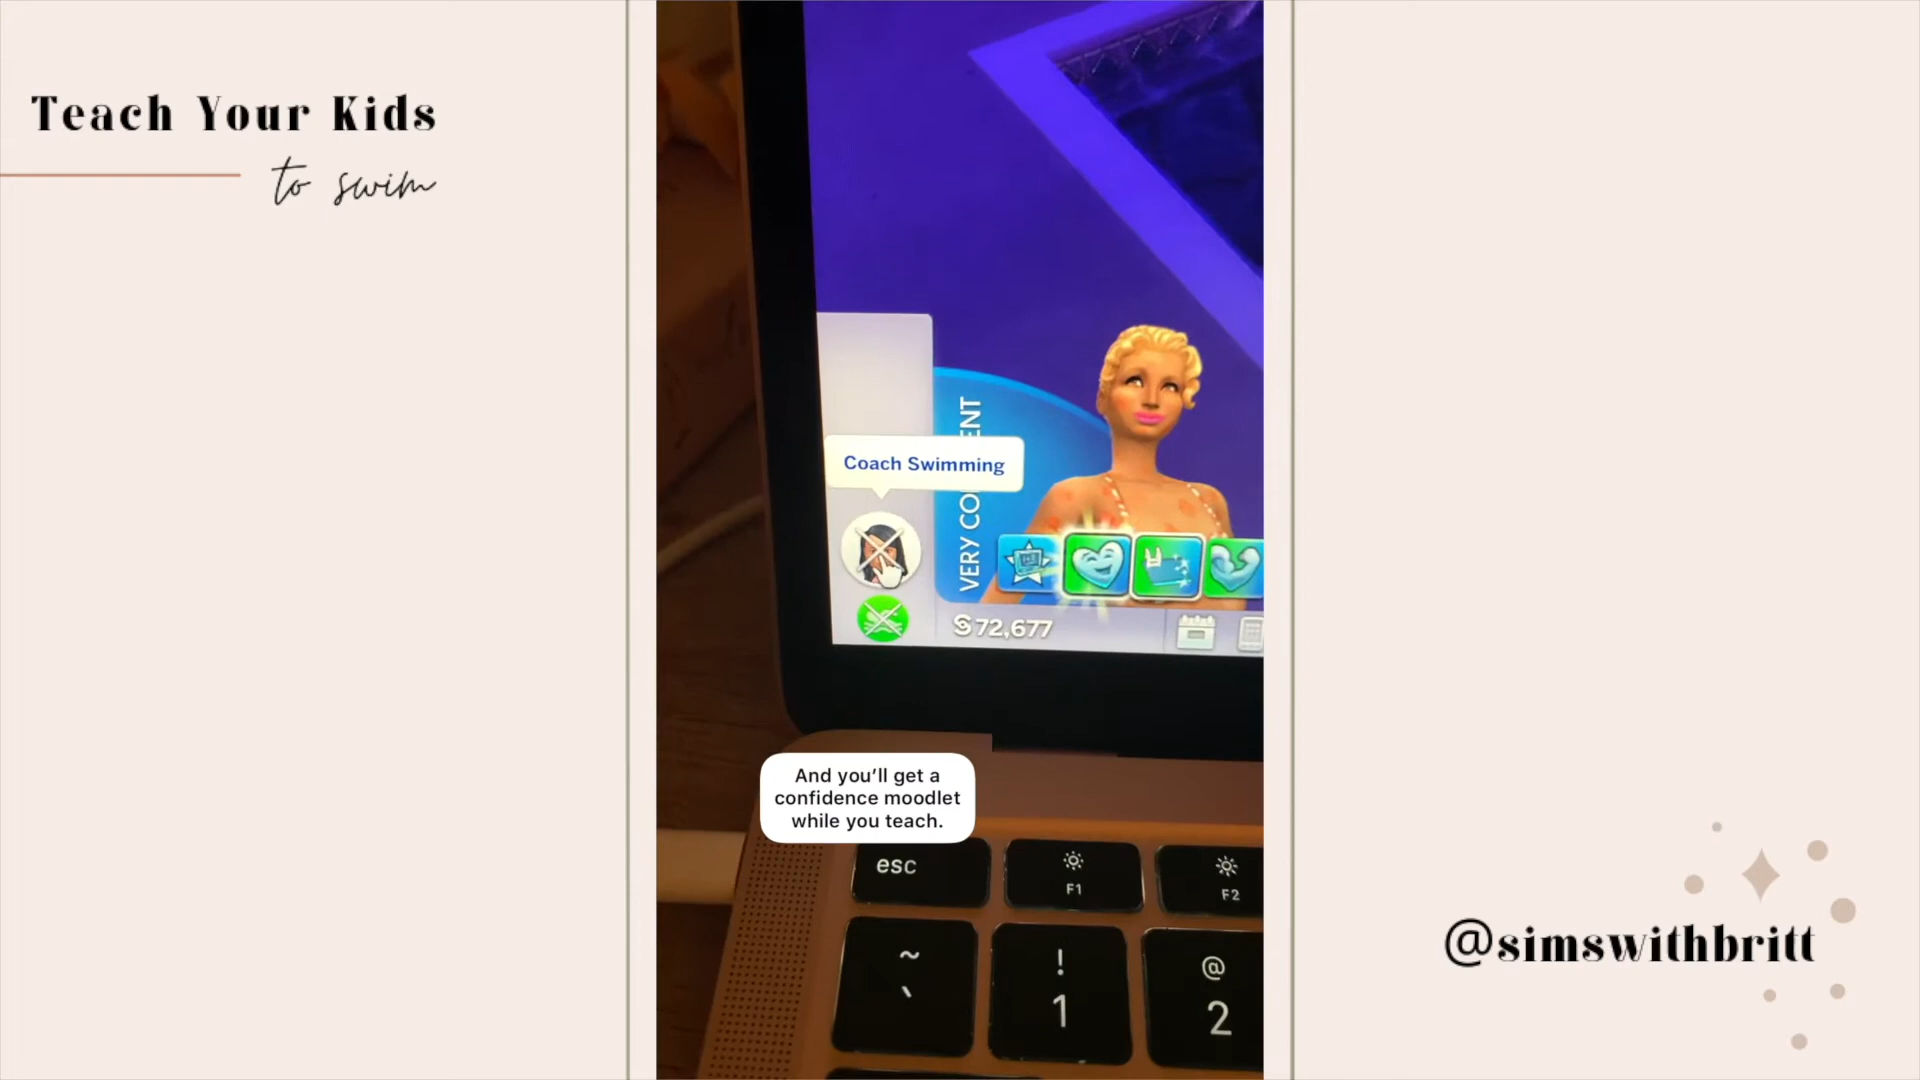 Teach Your Kids
to swim
Coach Swimming
VERY CO
ENT
72,677
And you'll get a
confidence moodlet
while you teach.
esc
F1
F2
~
`
!
1
@
2
@simswithbritt